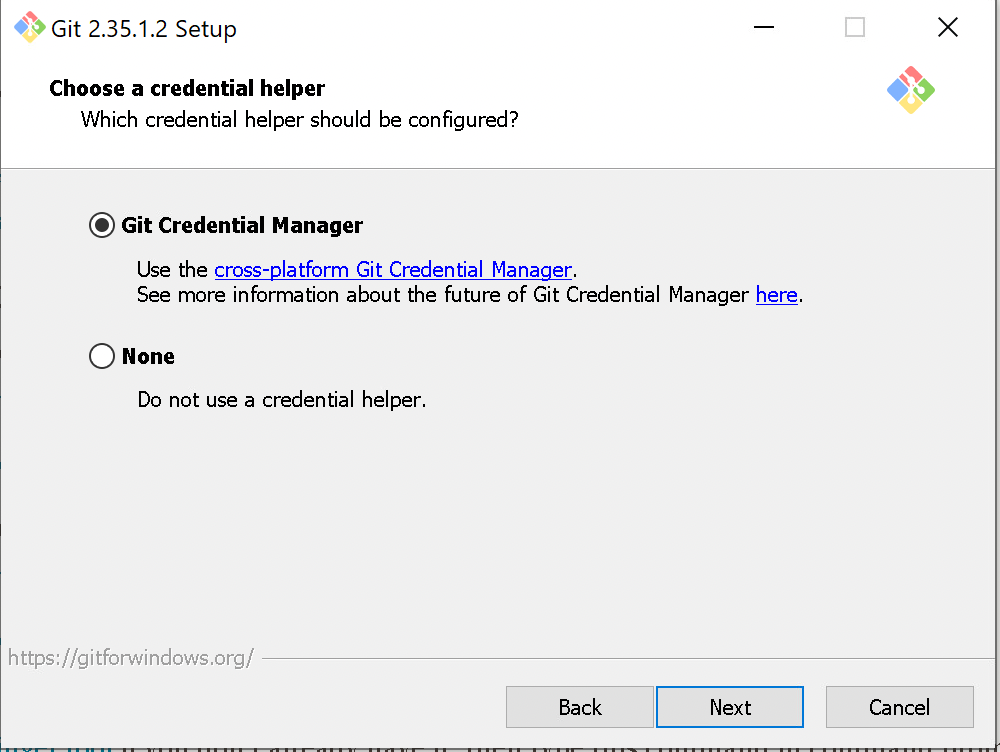 Git 2.35.1.2 Setup
Choose a credential helper
Which credential helper should be configured?
Git Credential Manager
Use the cross-platform Git Credential Manager.
See more information about the future of Git Credential Manager here.
None
Do not use a credential helper.
https://gitforwindows.org/
Back Next Cancel